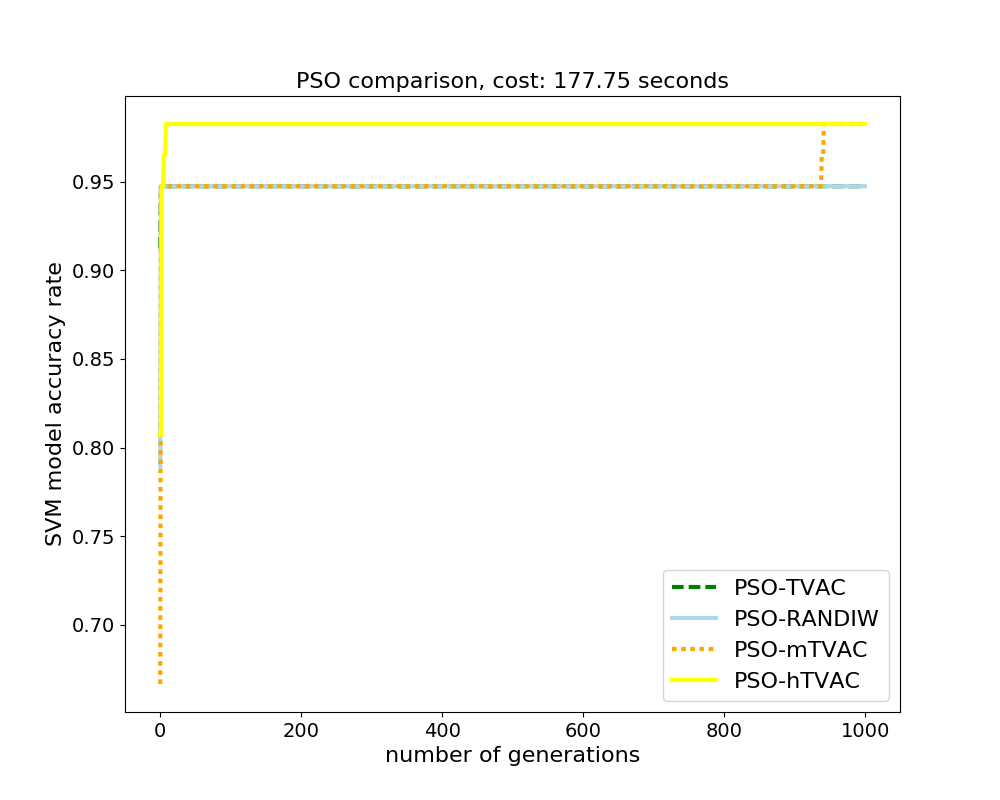 PSO comparison, cost: 177.75 seconds
SVM model accuracy rate
0.95
0.90
0.85
0.80
0.75
0.70
PSO-TVAC
PSO-RANDIW
PSO-mTVAC
PSO-hTVAC
0 200 400 600 800 1000
number of generations